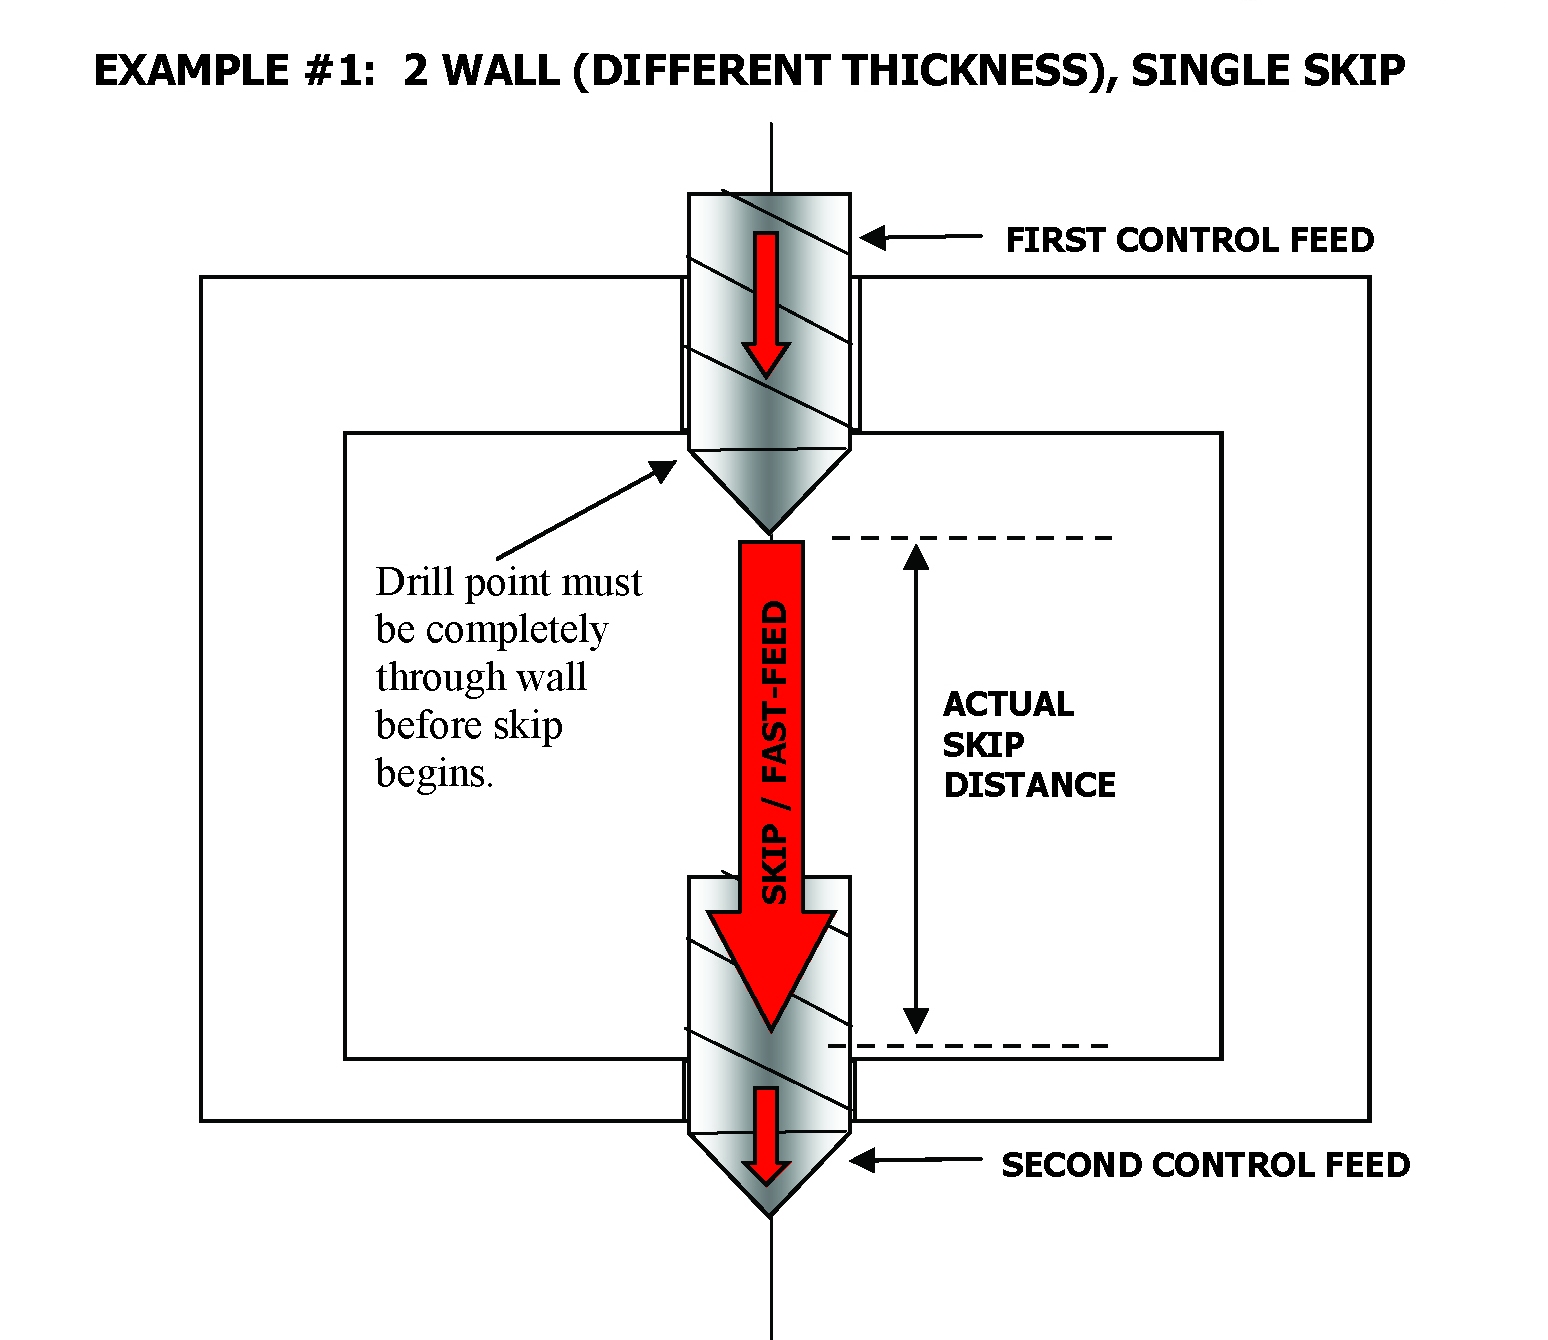 EXAMPLE #1: 2 WALL (DIFFERENT THICKNESS), SINGLE SKIP
FIRST CONTROL FEED
Drill point must
be completely
through wall
before skip
begins.
SKIP / FAST-FEED
ACTUAL
SKIP
DISTANCE
SECOND CONTROL FEED